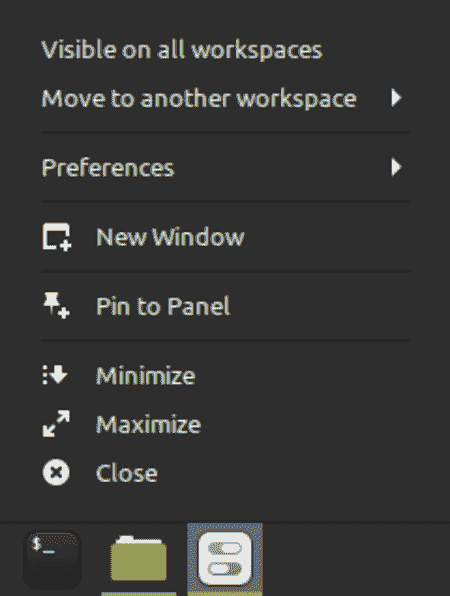 Visible on all workspaces
Move to another workspace
Preferences
New Window
Pin to Panel
Minimize
Maximize
Close
$_